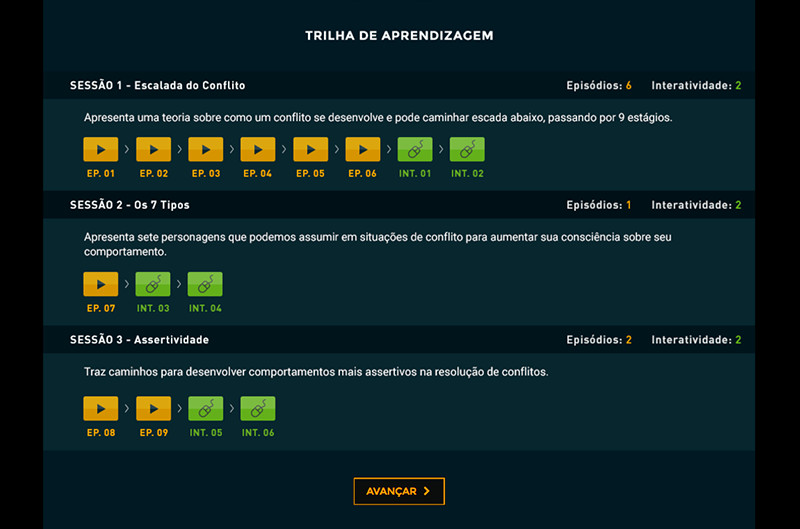 TRILHA DE APRENDIZAGEM
SESSÃO 1 - Escalada do Conflito Episódios: 6 Interatividade: 2
Apresenta uma teoria sobre como um conflito se desenvolve e pode caminhar escada abaixo, passando por 9 estágios.
EP. 01 EP. 02 EP. 03 EP. 04 EP. 05 EP. 06 INT. 01 INT. 02
SESSÃO 2 - Os 7 Tipos Episódios: 1 Interatividade: 2
Apresenta sete personagens que podemos assumir em situações de conflito para aumentar sua consciência sobre seu
comportamento.
EP. 07 INT. 03 INT. 04
SESSÃO 3 - Assertividade Episódios: 2 Interatividade: 2
Traz caminhos para desenvolver comportamentos mais assertivos na resolução de conflitos.
EP. 08 EP. 09 INT. 05 INT. 06
AVANÇAR